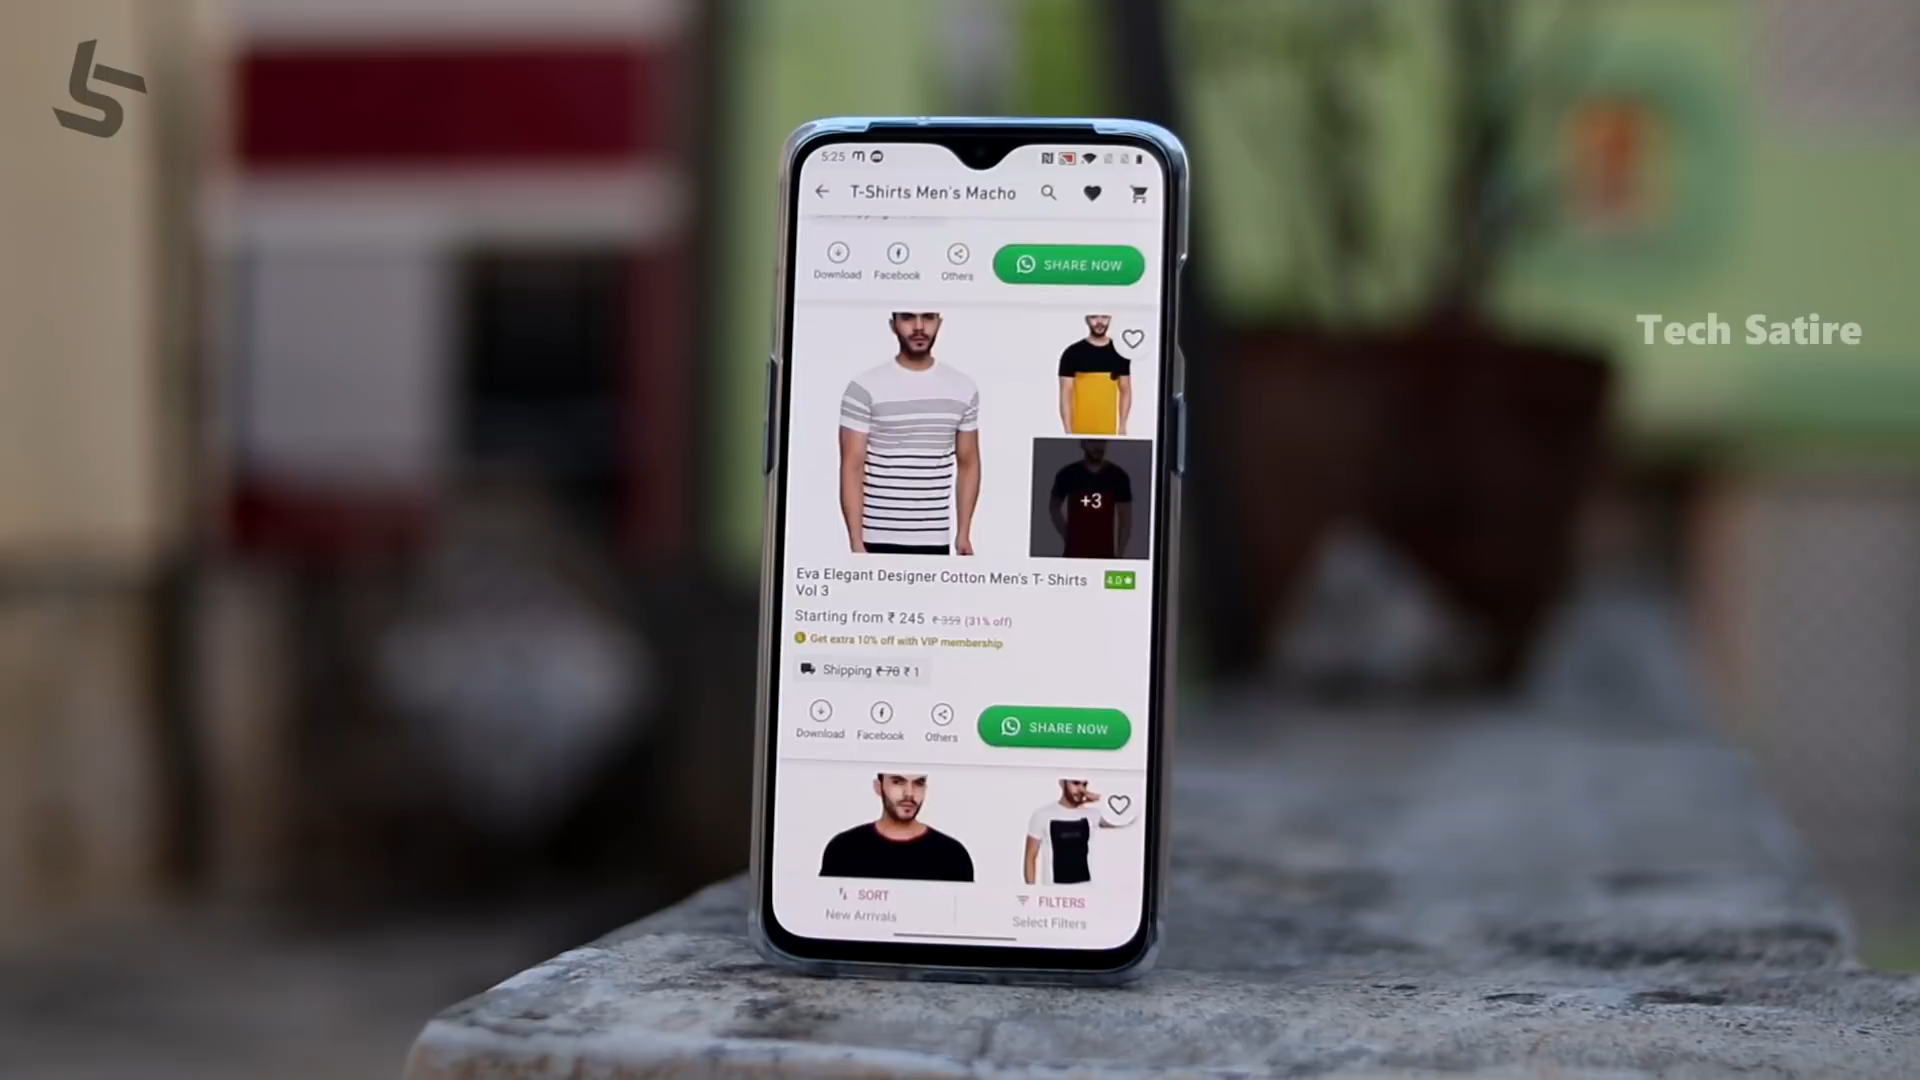 5:25
T-Shirts Men's Macho
Download Facebook Others SHARE NOW
Tech Satire
+3
Eva Elegant Designer Cotton Men's T- Shirts
Vol 3
4.0
Starting from ₹ 245 ₹ 359 (31% off)
Get extra 10% off with VIP membership
Shipping ₹ 70 ₹ 1
Download Facebook Others SHARE NOW
SORT
New Arrivals
FILTERS
Select Filters